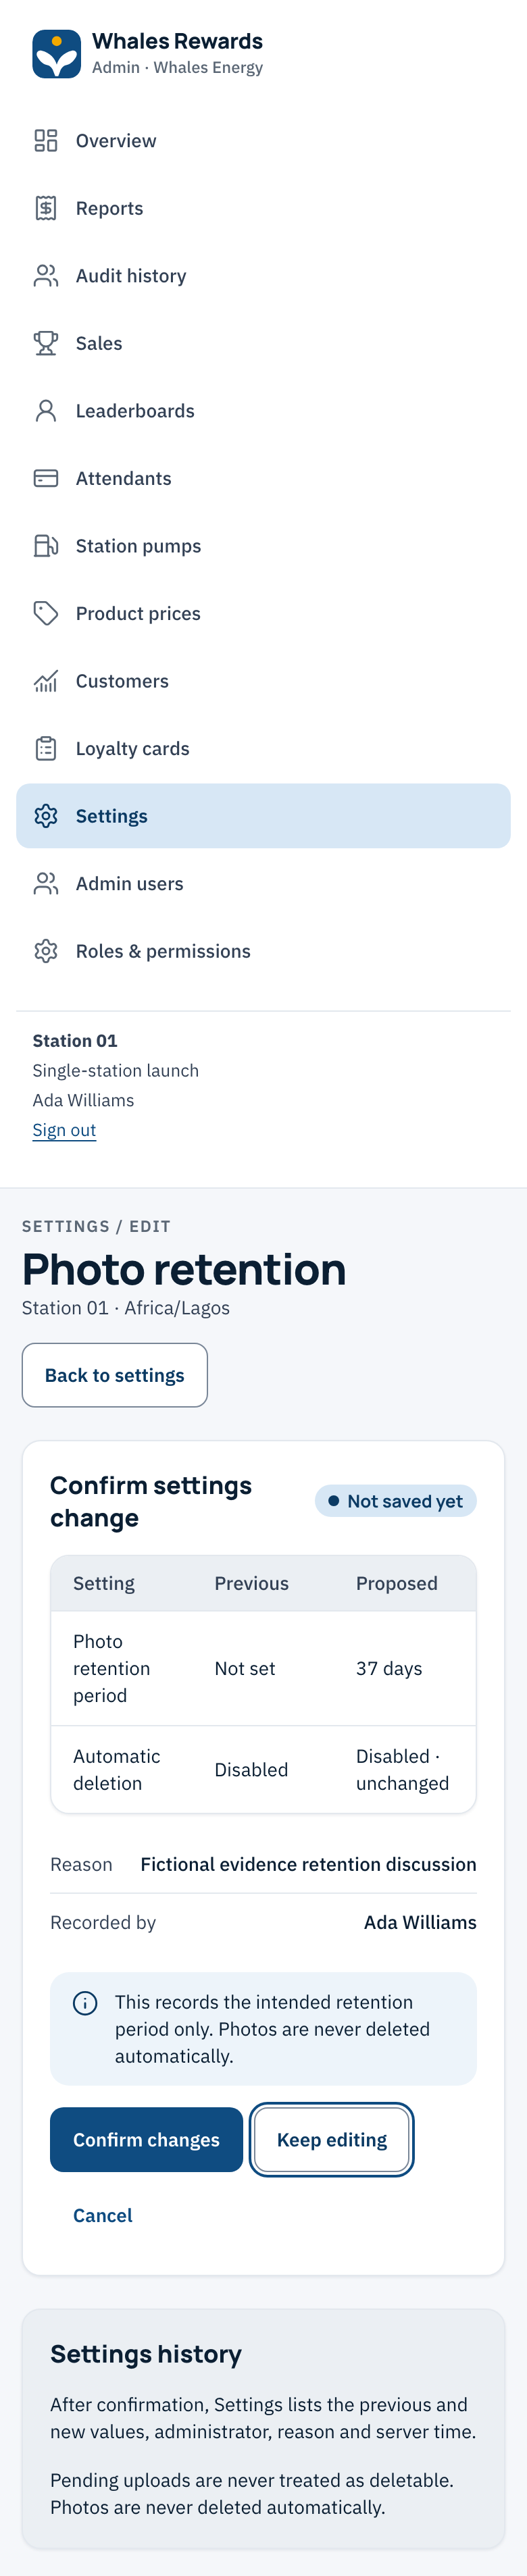 Whales Rewards
Admin · Whales Energy
Overview
Reports
Audit history
Sales
Leaderboards
Attendants
Station pumps
Product prices
Customers
Loyalty cards
Settings
Admin users
Roles & permissions
Station 01
Single-station launch
Ada Williams
Sign out
SETTINGS / EDIT
Photo retention
Station 01 · Africa/Lagos
Back to settings
Confirm settings
change
Not saved yet
Setting Previous Proposed
Photo
retention
period
Not set
37 days
Automatic
deletion
Disabled
Disabled ·
unchanged
Reason Fictional evidence retention discussion
Recorded by Ada Williams
This records the intended retention
period only. Photos are never deleted
automatically.
Confirm changes
Keep editing
Cancel
Settings history
After confirmation, Settings lists the previous and
new values, administrator, reason and server time.
Pending uploads are never treated as deletable.
Photos are never deleted automatically.